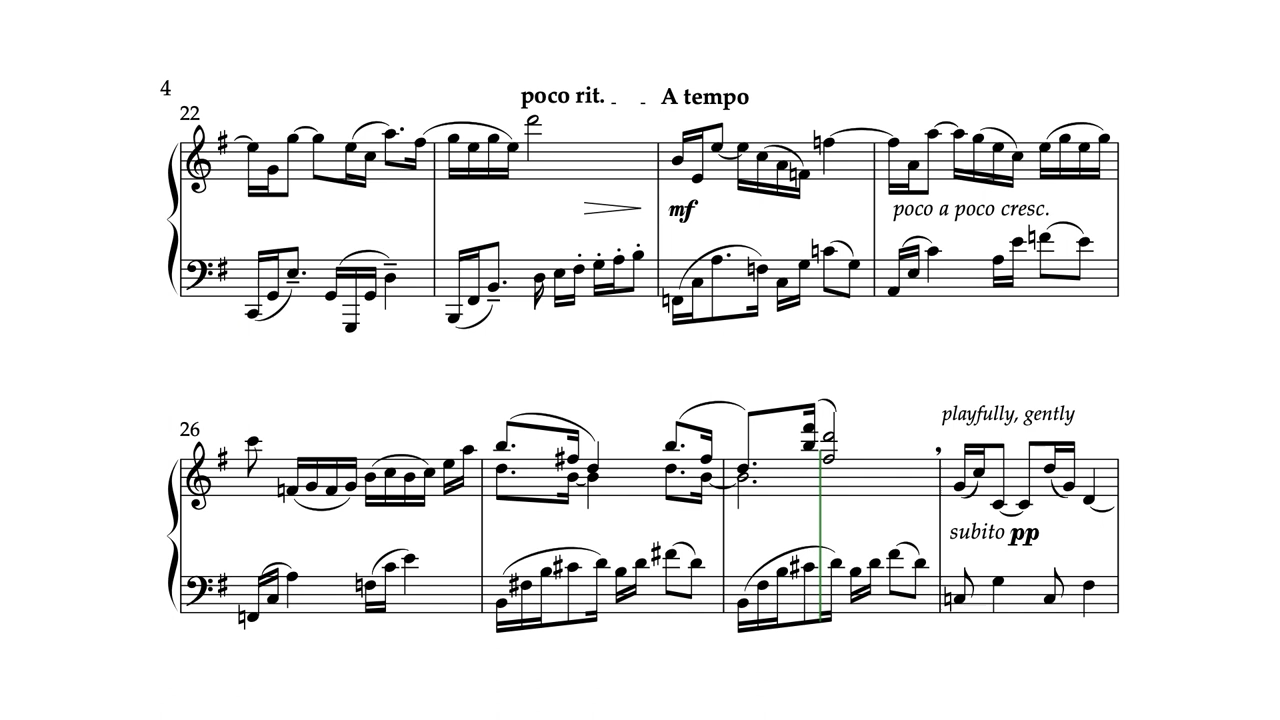 4
poco rit. _ _ A tempo
22
mf
poco a poco cresc.
playfully, gently
26
subito pp